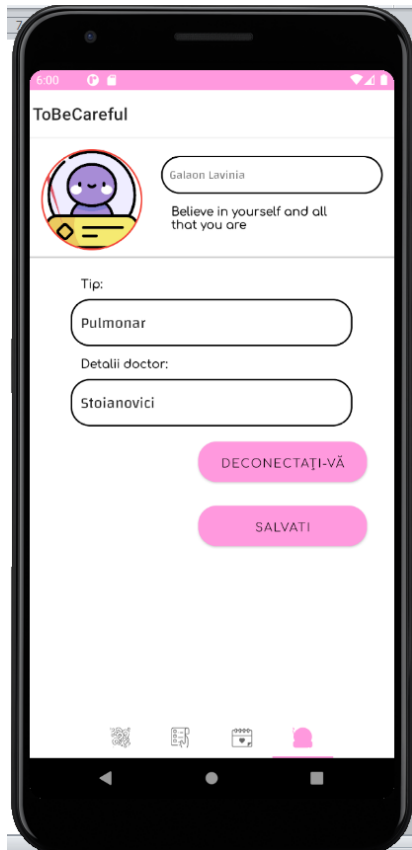 7
6:00
ToBeCareful
Galaon Lavinia
Believe in yourself and all
that you are
Tip:
Pulmonar
Detalii doctor:
Stoianovici
DECONECTAȚI-VĂ
SALVATI